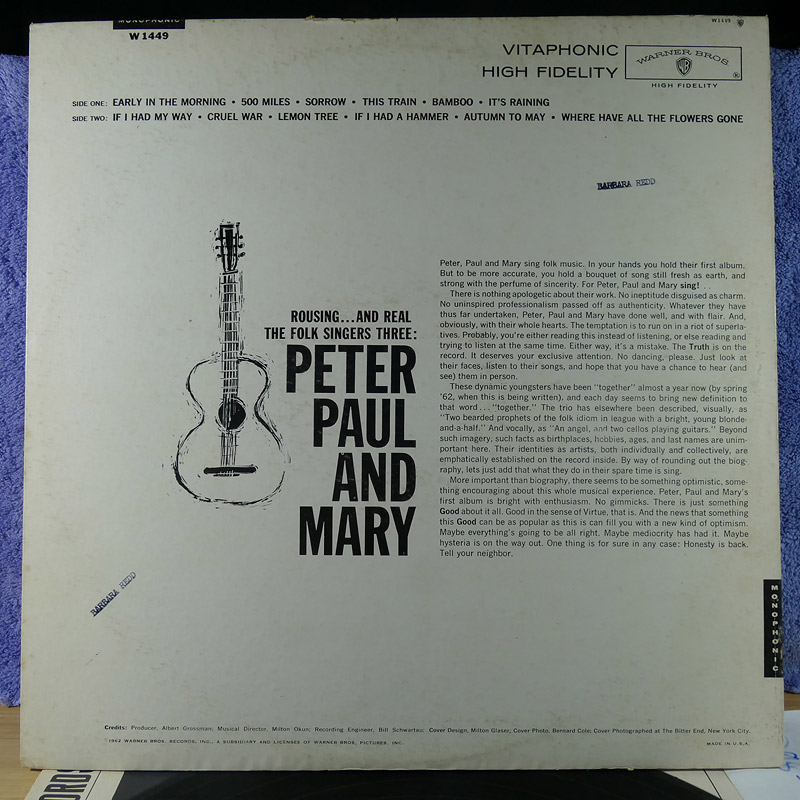 MONOPHONIC
W 1449
W 1449
VITAPHONIC
HIGH FIDELITY
WARNER BROS.
WB
®
HIGH FIDELITY
SIDE ONE: EARLY IN THE MORNING • 500 MILES • SORROW • THIS TRAIN • BAMBOO • IT'S RAINING
SIDE TWO: IF I HAD MY WAY • CRUEL WAR • LEMON TREE • IF I HAD A HAMMER • AUTUMN TO MAY • WHERE HAVE ALL THE FLOWERS GONE
BARBARA REDD
ROUSING...AND REAL
THE FOLK SINGERS THREE:
PETER
PAUL
AND
MARY
Peter, Paul and Mary sing folk music. In your hands you hold their first album.
But to be more accurate, you hold a bouquet of song still fresh as earth, and
strong with the perfume of sincerity. For Peter, Paul and Mary sing! . .
There is nothing apologetic about their work. No ineptitude disguised as charm.
No uninspired professionalism passed off as authenticity. Whatever they have
thus far undertaken, Peter, Paul and Mary have done well, and with flair. And,
obviously, with their whole hearts. The temptation is to run on in a riot of superla-
tives. Probably, you're either reading this instead of listening, or else reading and
trying to listen at the same time. Either way, it's a mistake. The Truth is on the
record. It deserves your exclusive attention. No dancing, please. Just look at
their faces, listen to their songs, and hope that you have a chance to hear (and
see) them in person.
These dynamic youngsters have been "together" almost a year now (by spring
'62, when this is being written), and each day seems to bring new definition to
that word... "together." The trio has elsewhere been described, visually, as
"Two bearded prophets of the folk idiom in league with a bright, young blonde-
and-a-half." And vocally, as "An angel, and two cellos playing guitars." Beyond
such imagery, such facts as birthplaces, hobbies, ages, and last names are unim-
portant here. Their identities as artists, both individually and collectively, are
emphatically established on the record inside. By way of rounding out the biog-
raphy, lets just add that what they do in their spare time is sing.
More important than biography, there seems to be something optimistic, some-
thing encouraging about this whole musical experience. Peter, Paul and Mary's
first album is bright with enthusiasm. No gimmicks. There is just something
Good about it all. Good in the sense of Virtue, that is. And the news that something
this Good can be as popular as this is can fill you with a new kind of optimism.
Maybe everything's going to be all right. Maybe mediocrity has had it. Maybe
hysteria is on the way out. One thing is for sure in any case: Honesty is back.
Tell your neighbor.
BARBARA REDD
MONOPHONIC
Credits: Producer, Albert Grossman; Musical Director, Milton Okun; Recording Engineer, Bill Schwartau; Cover Design, Milton Glaser; Cover Photo, Bernard Cole; Cover Photographed at The Bitter End, New York City.
©1962 WARNER BROS. RECORDS, INC., A SUBSIDIARY AND LICENSEE OF WARNER BROS. PICTURES, INC.
MADE IN U.S.A.
ORDS